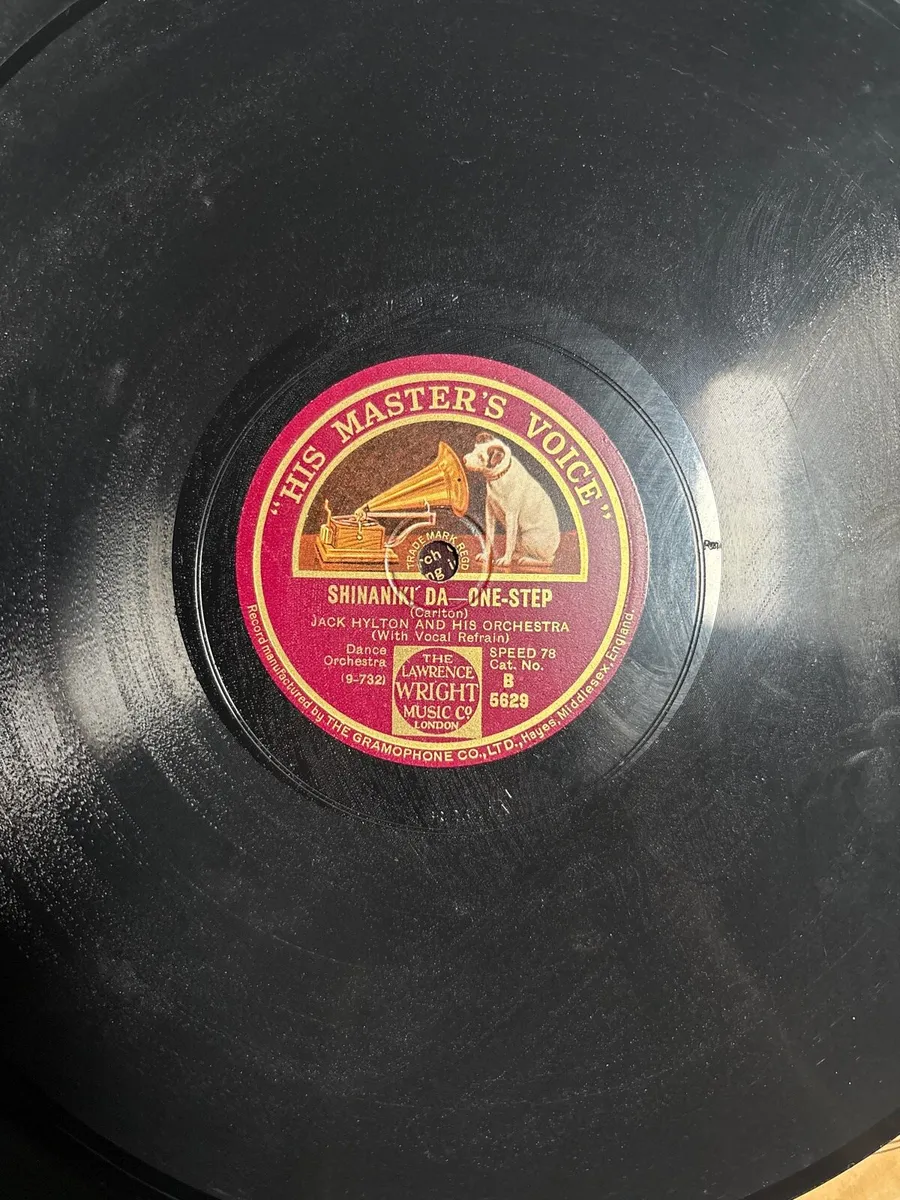 “HIS MASTER'S VOICE”
TRADE MARK REGD
SHINANIKI' DA—ONE-STEP
(Carlton)
JACK HYLTON AND HIS ORCHESTRA
(With Vocal Refrain)
Dance
Orchestra
(9-732)
THE
LAWRENCE
WRIGHT
MUSIC Cº
LONDON
SPEED 78
Cat. No.
B
5629
Record manufactured by THE GRAMOPHONE CO., LTD., Hayes, Middlesex, England.